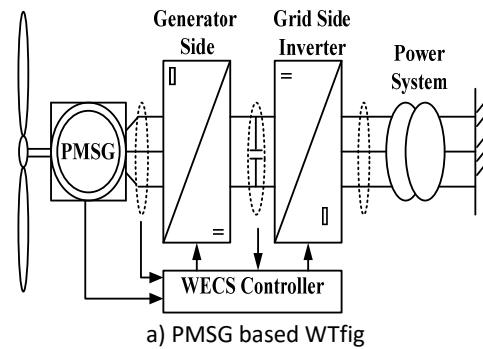 Generator
Side
Grid Side
Inverter
Power
System
PMSG
=
=
WECS Controller
a) PMSG based WTfig